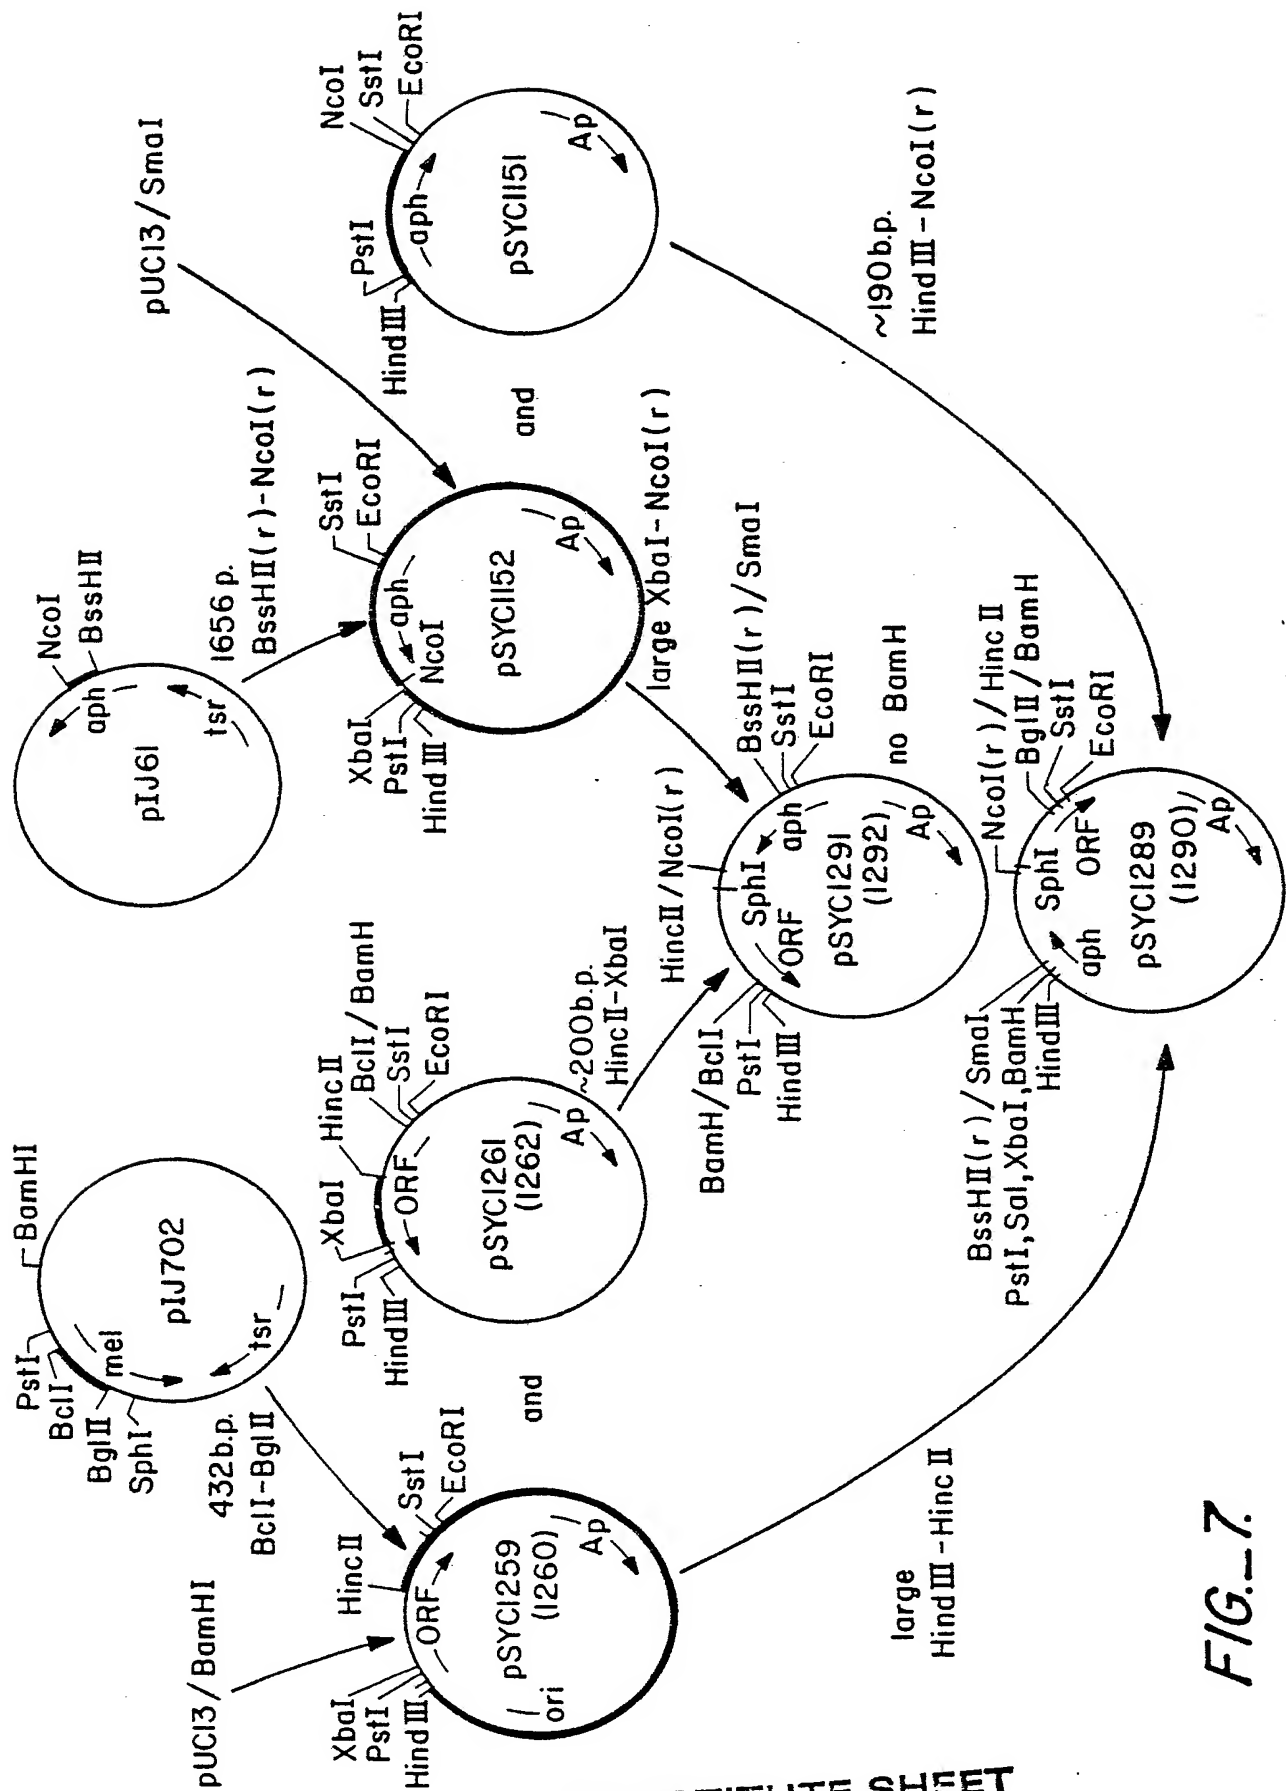 pUC13/BamHI
PstI
BclI
BglII
SphI
mel
BamHI
pIJ702
tsr
432b.p.
BclI-BglII
NcoI
BssHII
aph
pIJ61
tsr
1656 p.
BssHII(r)-NcoI(r)
pUC13/SmaI
XbaI
PstI
HindIII
HincII
ORF
SstI
EcoRI
pSYC1259
(1260)
ori
Ap
and
PstI
HindIII
XbaI
HincII
BclI/BamH
SstI
EcoRI
ORF
pSYC1261
(1262)
Ap
XbaI
PstI
HindIII
NcoI
aph
SstI
EcoRI
pSYC1152
Ap
and
HindIII
PstI
aph
NcoI
SstI
EcoRI
pSYC1151
Ap
~200b.p.
HincII-XbaI
large XbaI-NcoI(r)
BamH/BclI
PstI
HindIII
HincII/NcoI(r)
BssHII(r)/SmaI
SstI
EcoRI
SphI
ORF
aph
pSYC1291
(1292)
Ap
no BamH
large
HindIII-HincII
~190b.p.
HindIII-NcoI(r)
BssHII(r)/SmaI
PstI,SalI,XbaI,BamH
HindIII
NcoI(r)/HincII
BglII/BamH
SstI
EcoRI
aph
SphI
ORF
pSYC1289
(1290)
Ap
FIG._7.
SHEET